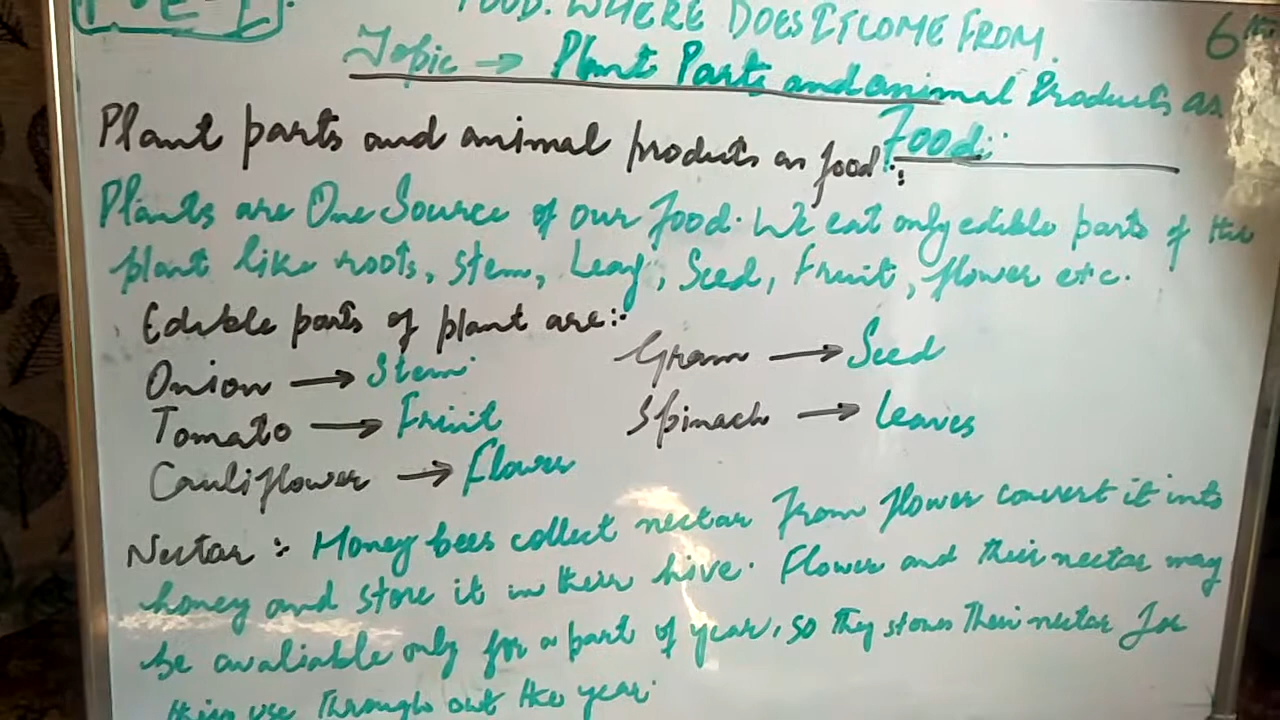 FOOD: WHERE DOES IT COME FROM.
6th
Topic → Plant Parts and animal Products as
Food:
Plant parts and animal products as food :
Plants are One Source of our food. We eat only edible parts of the
plant like roots, stem, Leaf, Seed, Fruit, flower etc.
Edible parts of plant are:-
Onion → Stem
Gram → Seed
Tomato → Fruit
Spinach → leaves
Cauliflower → flower
Nectar :- Honey bees collect nectar from flower convert it into
honey and store it in their hive. Flower and their nectar may
be avaliable only for a part of year, so they stores their nectar for
their use through out the year.